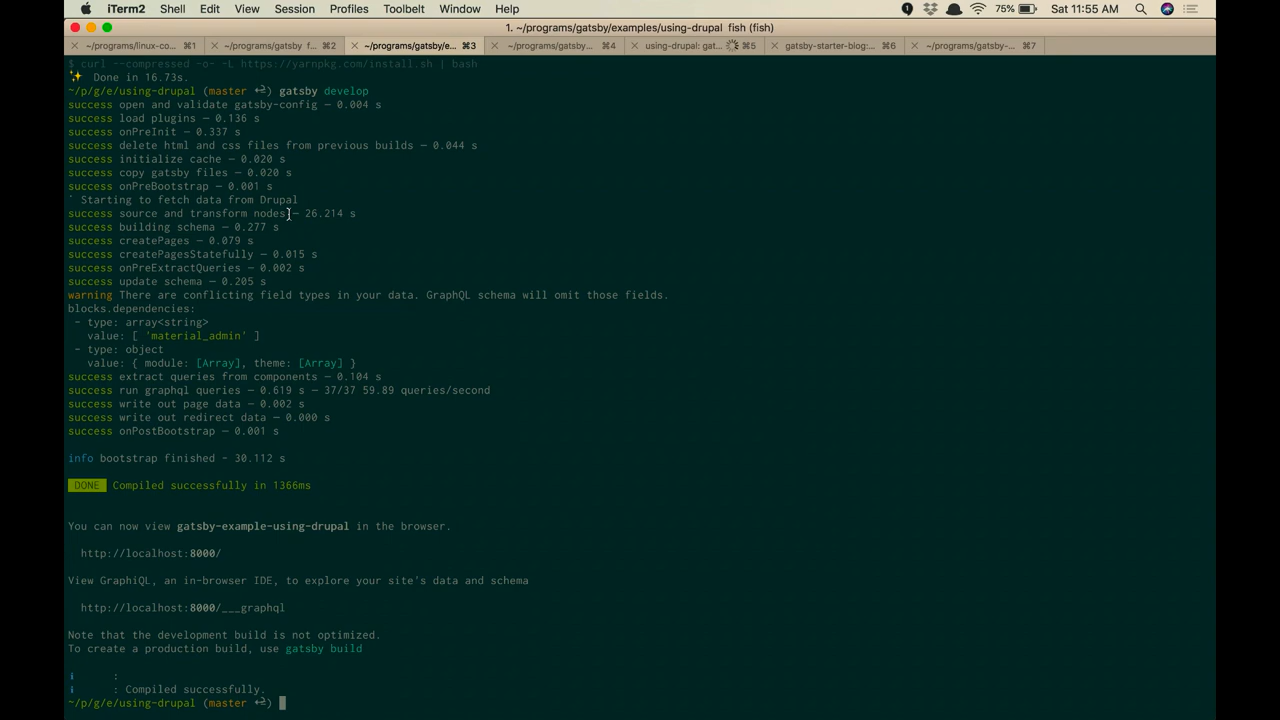 iTerm2 Shell Edit View Session Profiles Toolbelt Window Help 75% Sat 11:55 AM
1. ~/programs/gatsby/examples/using-drupal fish (fish)
~/programs/linux-co... ⌘1 ~/programs/gatsby f... ⌘2 ~/programs/gatsby/e... ⌘3 ~/programs/gatsby... ⌘4 using-drupal: gat... ⌘5 gatsby-starter-blog:... ⌘6 ~/programs/gatsby-... ⌘7
$ curl --compressed -o- -L https://yarnpkg.com/install.sh | bash
✨ Done in 16.73s.
~/p/g/e/using-drupal (master ↩) gatsby develop
success open and validate gatsby-config — 0.004 s
success load plugins — 0.136 s
success onPreInit — 0.337 s
success delete html and css files from previous builds — 0.044 s
success initialize cache — 0.020 s
success copy gatsby files — 0.020 s
success onPreBootstrap — 0.001 s
⠁ Starting to fetch data from Drupal
success source and transform nodes — 26.214 s
success building schema — 0.277 s
success createPages — 0.079 s
success createPagesStatefully — 0.015 s
success onPreExtractQueries — 0.002 s
success update schema — 0.205 s
warning There are conflicting field types in your data. GraphQL schema will omit those fields.
blocks.dependencies:
- type: array<string>
value: [ 'material_admin' ]
- type: object
value: { module: [Array], theme: [Array] }
success extract queries from components — 0.104 s
success run graphql queries — 0.619 s — 37/37 59.89 queries/second
success write out page data — 0.002 s
success write out redirect data — 0.000 s
success onPostBootstrap — 0.001 s
info bootstrap finished - 30.112 s
DONE Compiled successfully in 1366ms
You can now view gatsby-example-using-drupal in the browser.
http://localhost:8000/
View GraphiQL, an in-browser IDE, to explore your site's data and schema
http://localhost:8000/___graphql
Note that the development build is not optimized.
To create a production build, use gatsby build
ℹ :
ℹ : Compiled successfully.
~/p/g/e/using-drupal (master ↩)